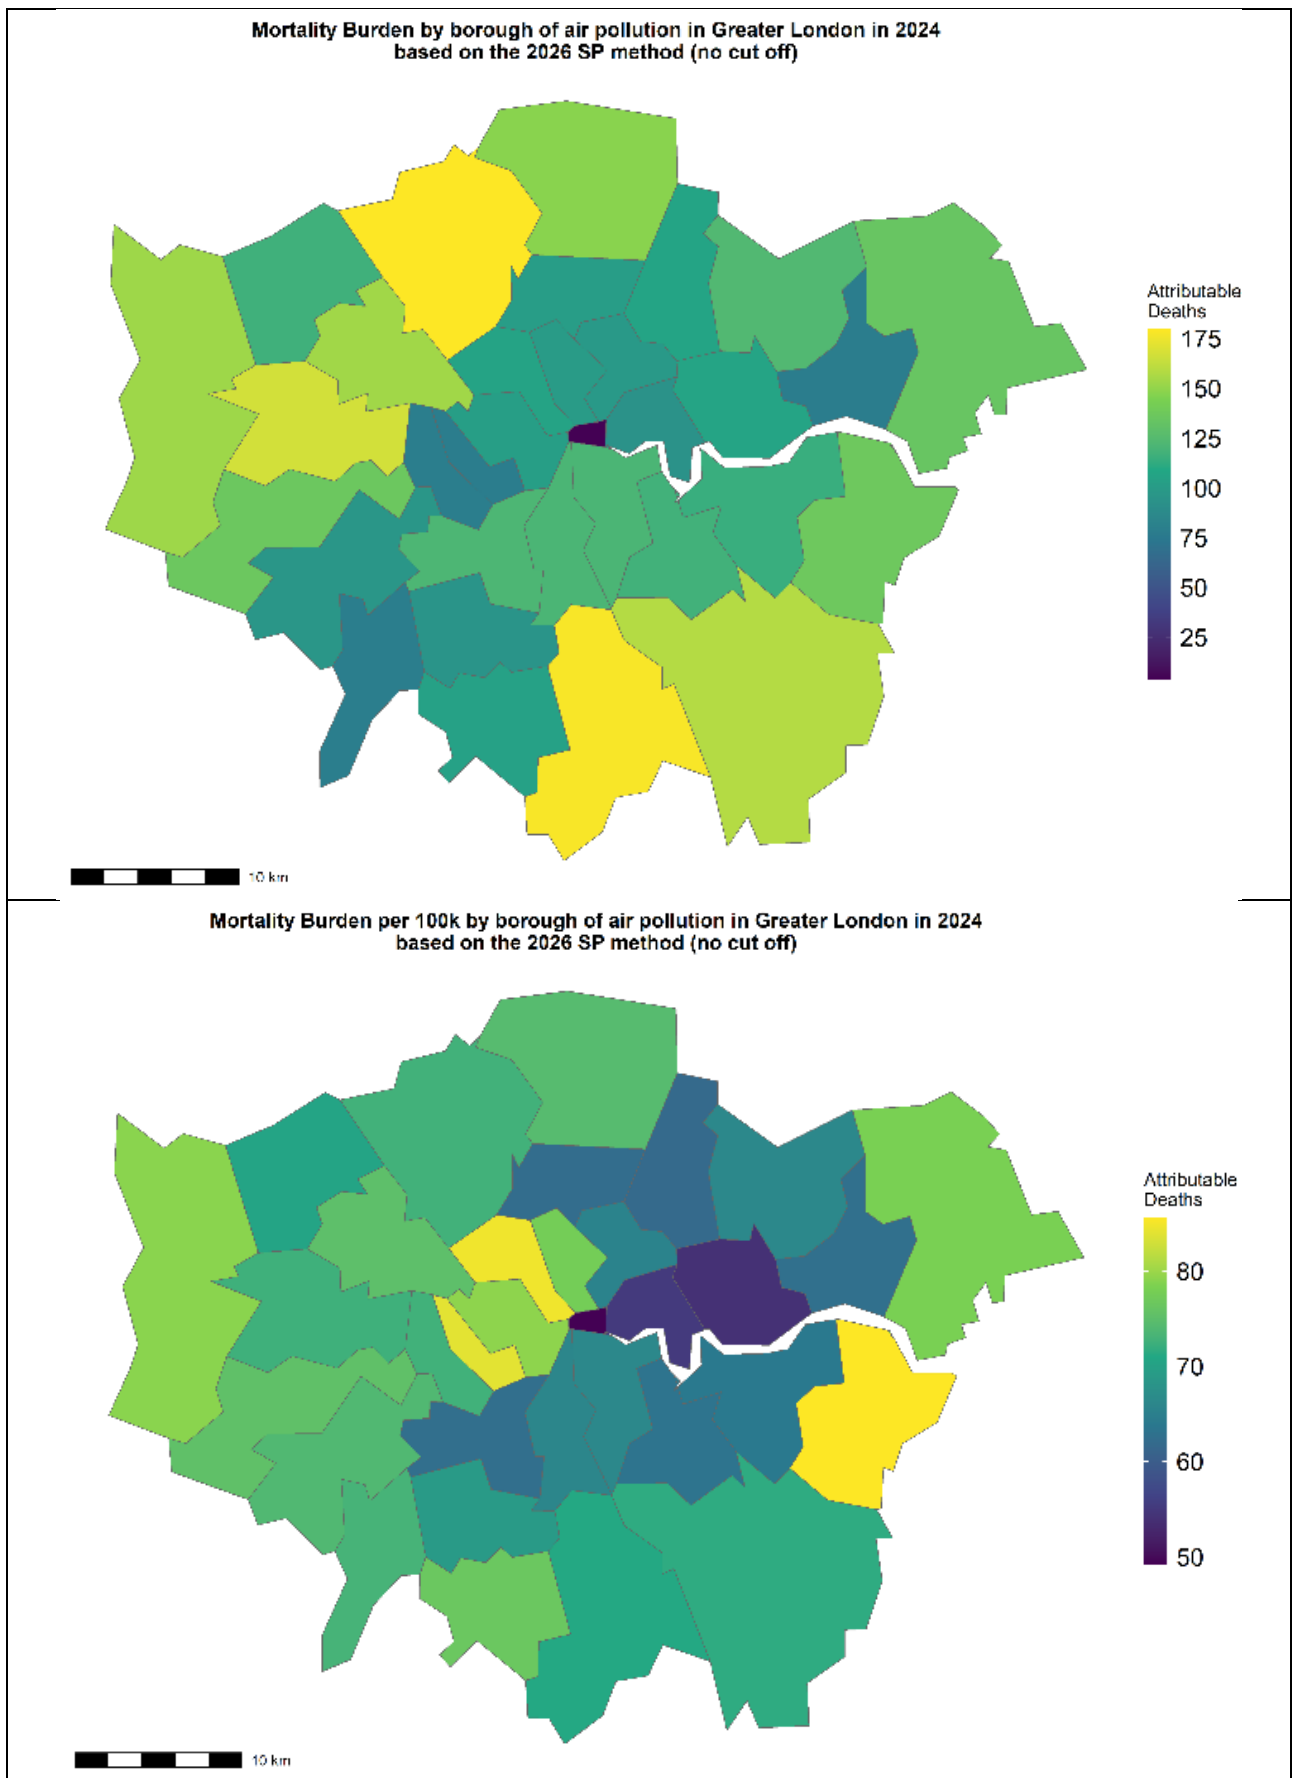 Mortality Burden by borough of air pollution in Greater London in 2024
based on the 2026 SP method (no cut off)
Attributable
Deaths
175
150
125
100
75
50
25
10 km
Mortality Burden per 100k by borough of air pollution in Greater London in 2024
based on the 2026 SP method (no cut off)
Attributable
Deaths
80
70
60
50
10 km